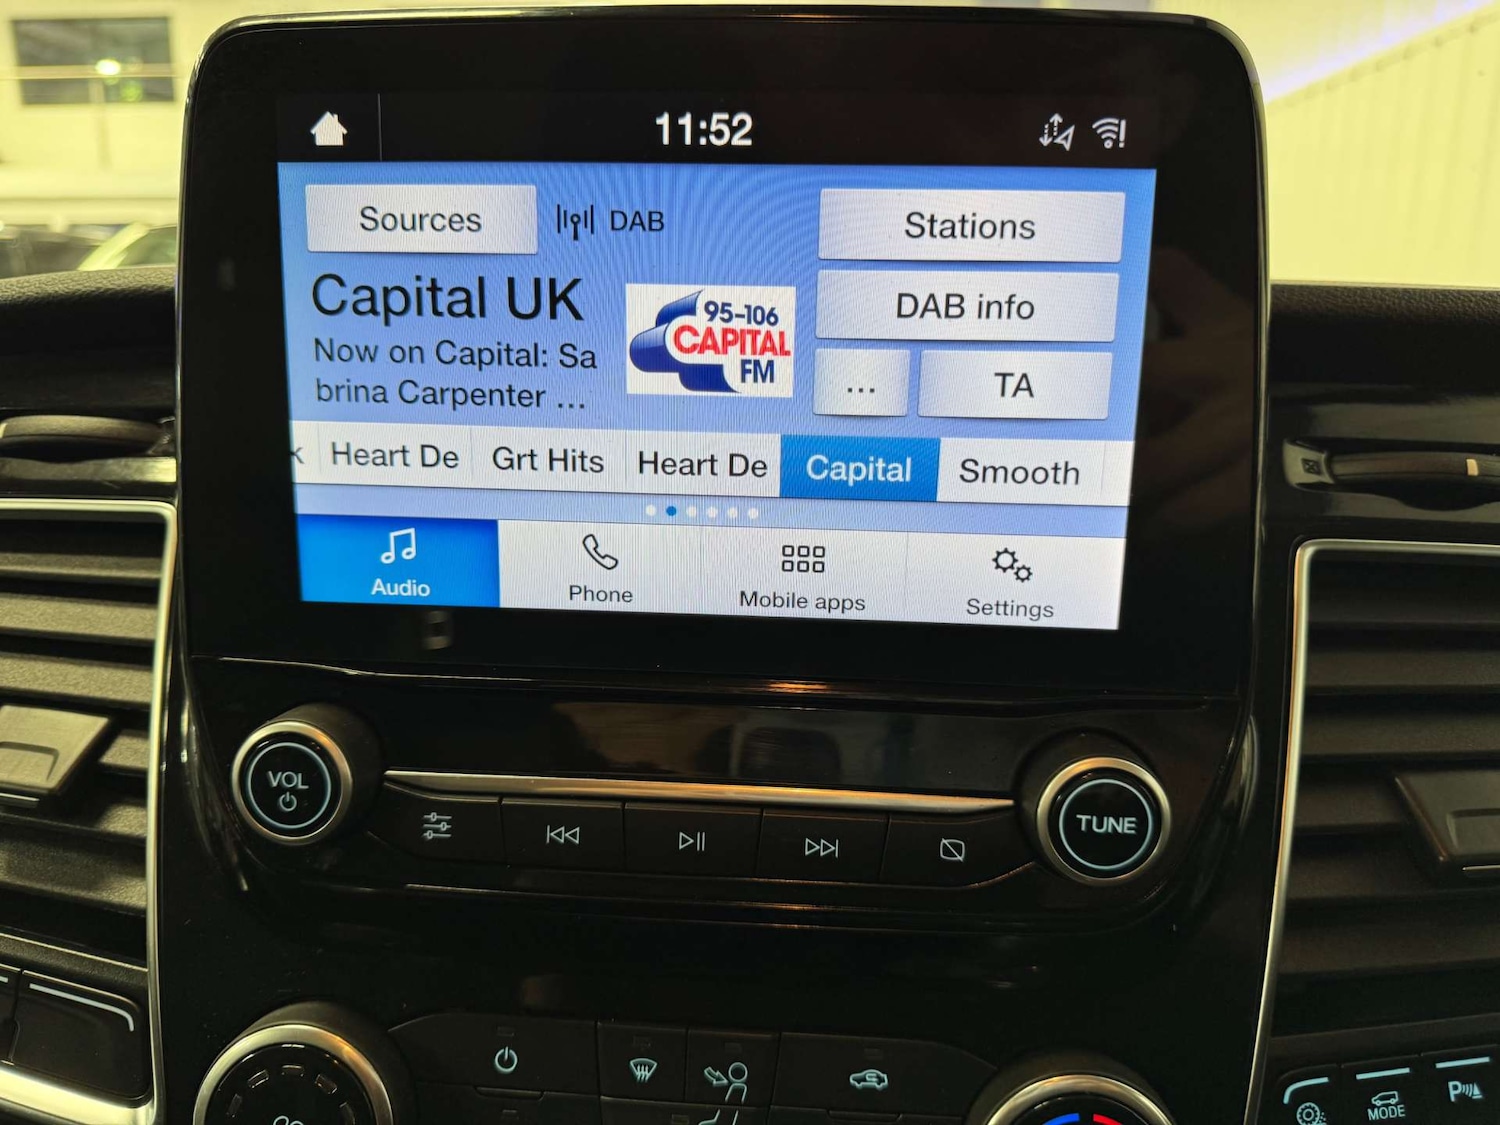 11:52
Sources
DAB
Stations
Capital UK
95-106
CAPITAL
FM
DAB info
Now on Capital: Sa
brina Carpenter ...
...
TA
k
Heart De
Grt Hits
Heart De
Capital
Smooth
Audio
Phone
Mobile apps
Settings
VOL
TUNE
MODE
P